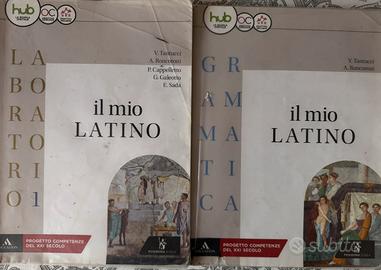 hub
V. Tantucci
A. Roncoroni
P. Cappelletto
G. Galeotto
E. Sada
LABORATORIO 1
il mio
LATINO
PROGETTO COMPETENZE
DEL XXI SECOLO
hub
V. Tantucci
A. Roncoroni
GRAMMATICA
il mio
LATINO
PROGETTO COMPETENZE
DEL XXI SECOLO
Subito